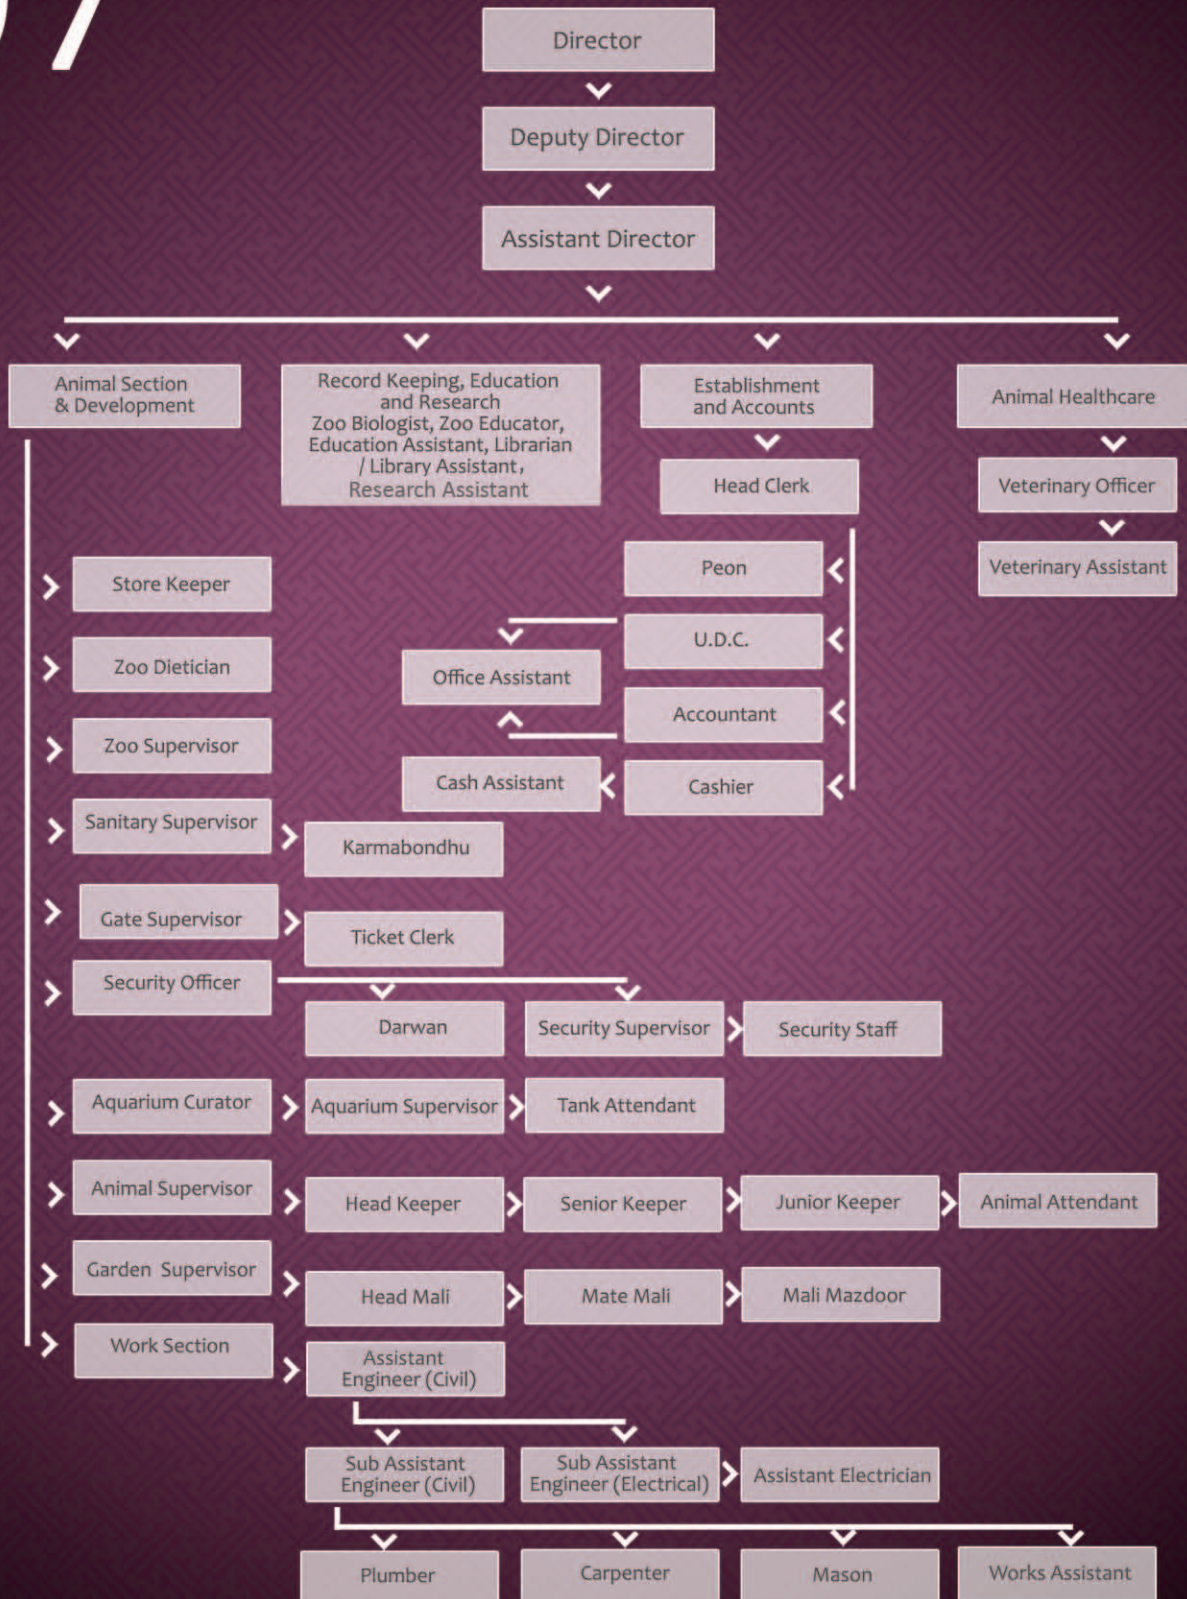 7
Director
Deputy Director
Assistant Director
Animal Section
& Development
Record Keeping, Education
and Research
Zoo Biologist, Zoo Educator,
Education Assistant, Librarian
/ Library Assistant,
Research Assistant
Establishment
and Accounts
Animal Healthcare
Head Clerk
Veterinary Officer
Peon
Veterinary Assistant
Store Keeper
U.D.C.
Zoo Dietician
Office Assistant
Accountant
Zoo Supervisor
Cash Assistant
Cashier
Sanitary Supervisor
Karmabondhu
Gate Supervisor
Ticket Clerk
Security Officer
Darwan
Security Supervisor
Security Staff
Aquarium Curator
Aquarium Supervisor
Tank Attendant
Animal Supervisor
Head Keeper
Senior Keeper
Junior Keeper
Animal Attendant
Garden Supervisor
Head Mali
Mate Mali
Mali Mazdoor
Work Section
Assistant
Engineer (Civil)
Sub Assistant
Engineer (Civil)
Sub Assistant
Engineer (Electrical)
Assistant Electrician
Plumber
Carpenter
Mason
Works Assistant